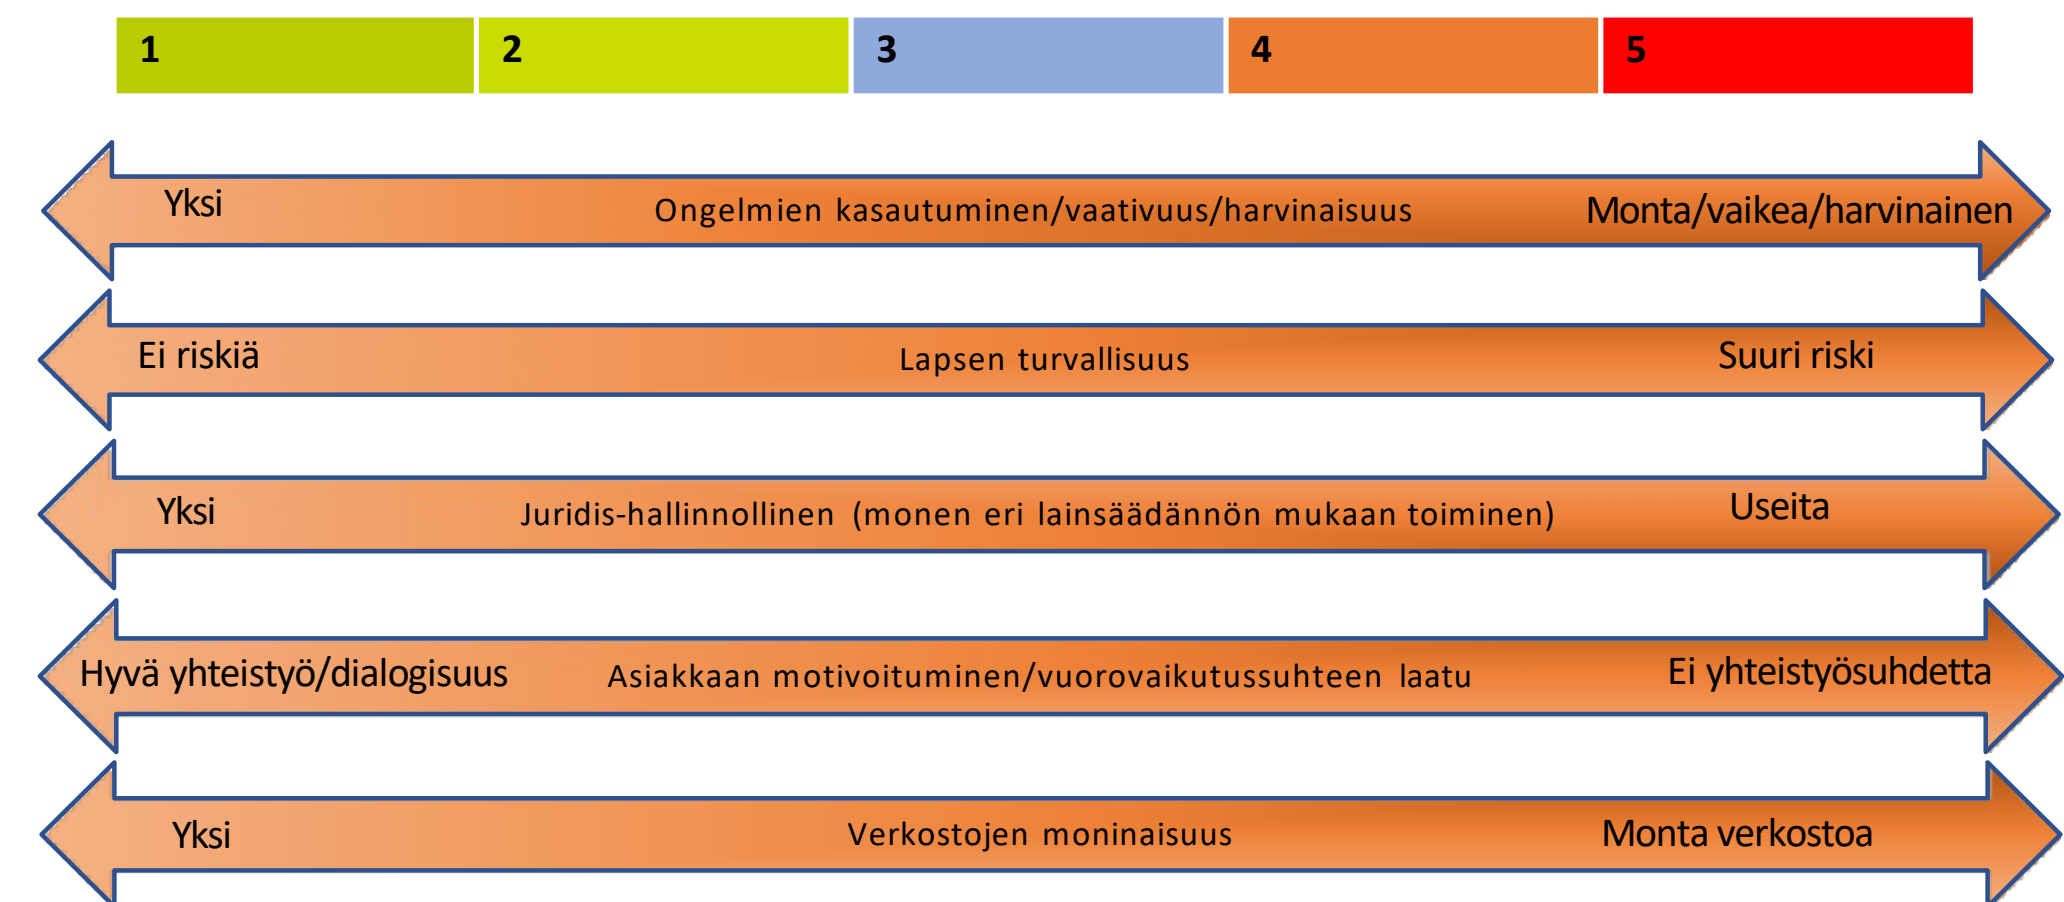 1 2 3 4 5
Yksi Ongelmien kasautuminen/vaativuus/harvinaisuus Monta/vaikea/harvinainen
Ei riskiä Lapsen turvallisuus Suuri riski
Yksi Juridis-hallinnollinen (monen eri lainsäädännön mukaan toiminen) Useita
Hyvä yhteistyö/dialogisuus Asiakkaan motivoituminen/vuorovaikutussuhteen laatu Ei yhteistyösuhdetta
Yksi Verkostojen moninaisuus Monta verkostoa